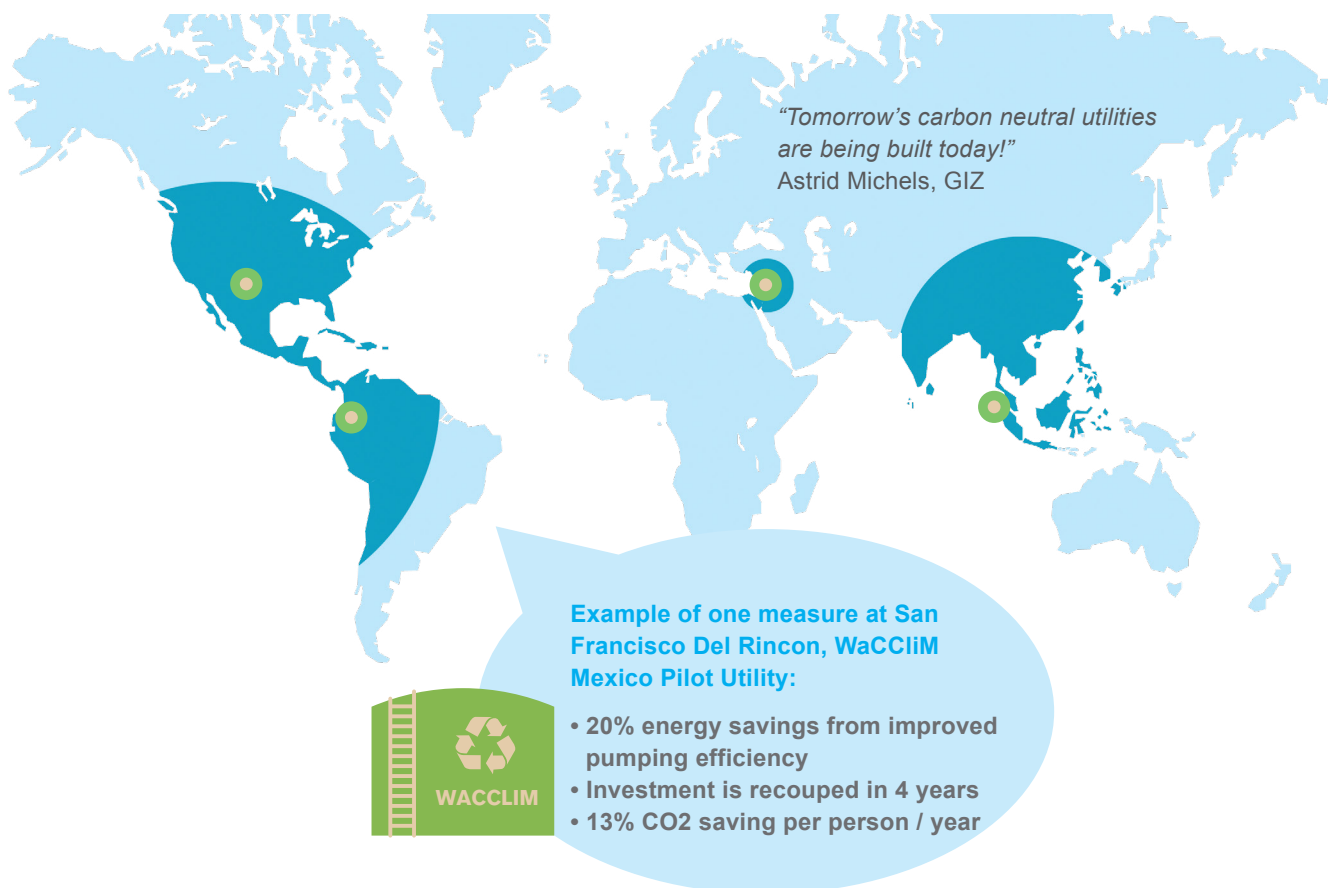 “Tomorrow’s carbon neutral utilities
are being built today!”
Astrid Michels, GIZ
Example of one measure at San
Francisco Del Rincon, WaCCliM
Mexico Pilot Utility:
• 20% energy savings from improved
pumping efficiency
• Investment is recouped in 4 years
• 13% CO2 saving per person / year
WACCLIM